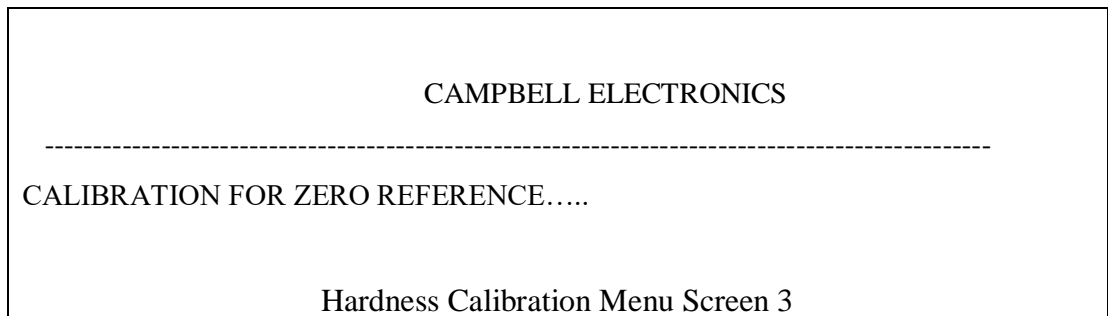 CAMPBELL ELECTRONICS
-------------------------------------------------------------------------------------------------
CALIBRATION FOR ZERO REFERENCE…..
Hardness Calibration Menu Screen 3